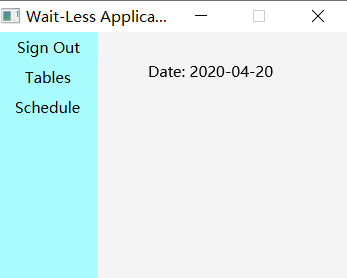 Wait-Less Applica...
Sign Out
Tables
Schedule
Date: 2020-04-20